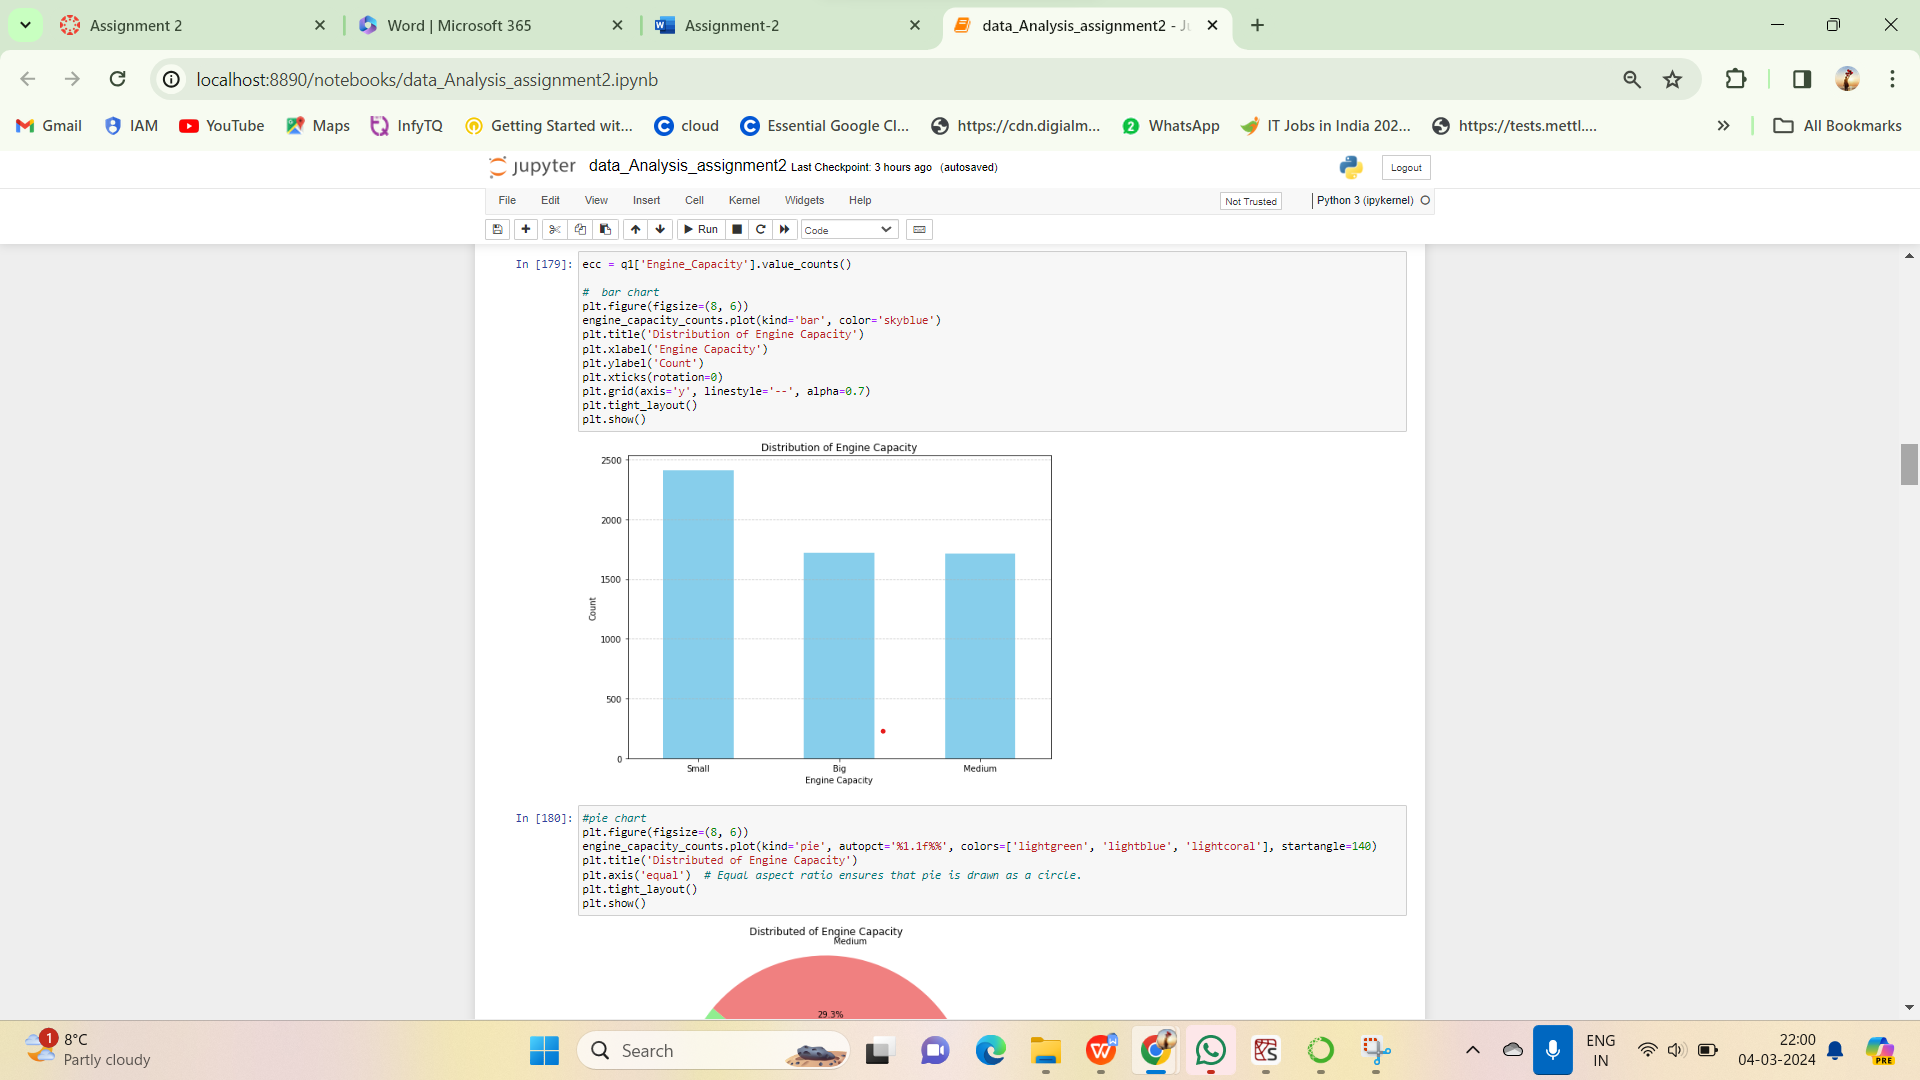 Assignment 2
Word | Microsoft 365
Assignment-2
data_Analysis_assignment2 - Ju
localhost:8890/notebooks/data_Analysis_assignment2.ipynb
Gmail
IAM
YouTube
Maps
InfyTQ
Getting Started wit...
cloud
Essential Google Cl...
https://cdn.digialm...
2
WhatsApp
IT Jobs in India 202...
https://tests.mettl....
»
All Bookmarks
jupyter
data_Analysis_assignment2 Last Checkpoint: 3 hours ago (autosaved)
Logout
File
Edit
View
Insert
Cell
Kernel
Widgets
Help
Not Trusted
Python 3 (ipykernel)
Run
Code
In [179]:
ecc = q1['Engine_Capacity'].value_counts()
#  bar chart
plt.figure(figsize=(8, 6))
engine_capacity_counts.plot(kind='bar', color='skyblue')
plt.title('Distribution of Engine Capacity')
plt.xlabel('Engine Capacity')
plt.ylabel('Count')
plt.xticks(rotation=0)
plt.grid(axis='y', linestyle='--', alpha=0.7)
plt.tight_layout()
plt.show()
Distribution of Engine Capacity
2500
2000
1500
1000
500
0
Count
Small
Big
Medium
Engine Capacity
In [180]:
#pie chart
plt.figure(figsize=(8, 6))
engine_capacity_counts.plot(kind='pie', autopct='%1.1f%%', colors=['lightgreen', 'lightblue', 'lightcoral'], startangle=140)
plt.title('Distributed of Engine Capacity')
plt.axis('equal')  # Equal aspect ratio ensures that pie is drawn as a circle.
plt.tight_layout()
plt.show()
Distributed of Engine Capacity
Medium
29.3%
1
8°C
Partly cloudy
Search
ENG
IN
22:00
04-03-2024
PRE